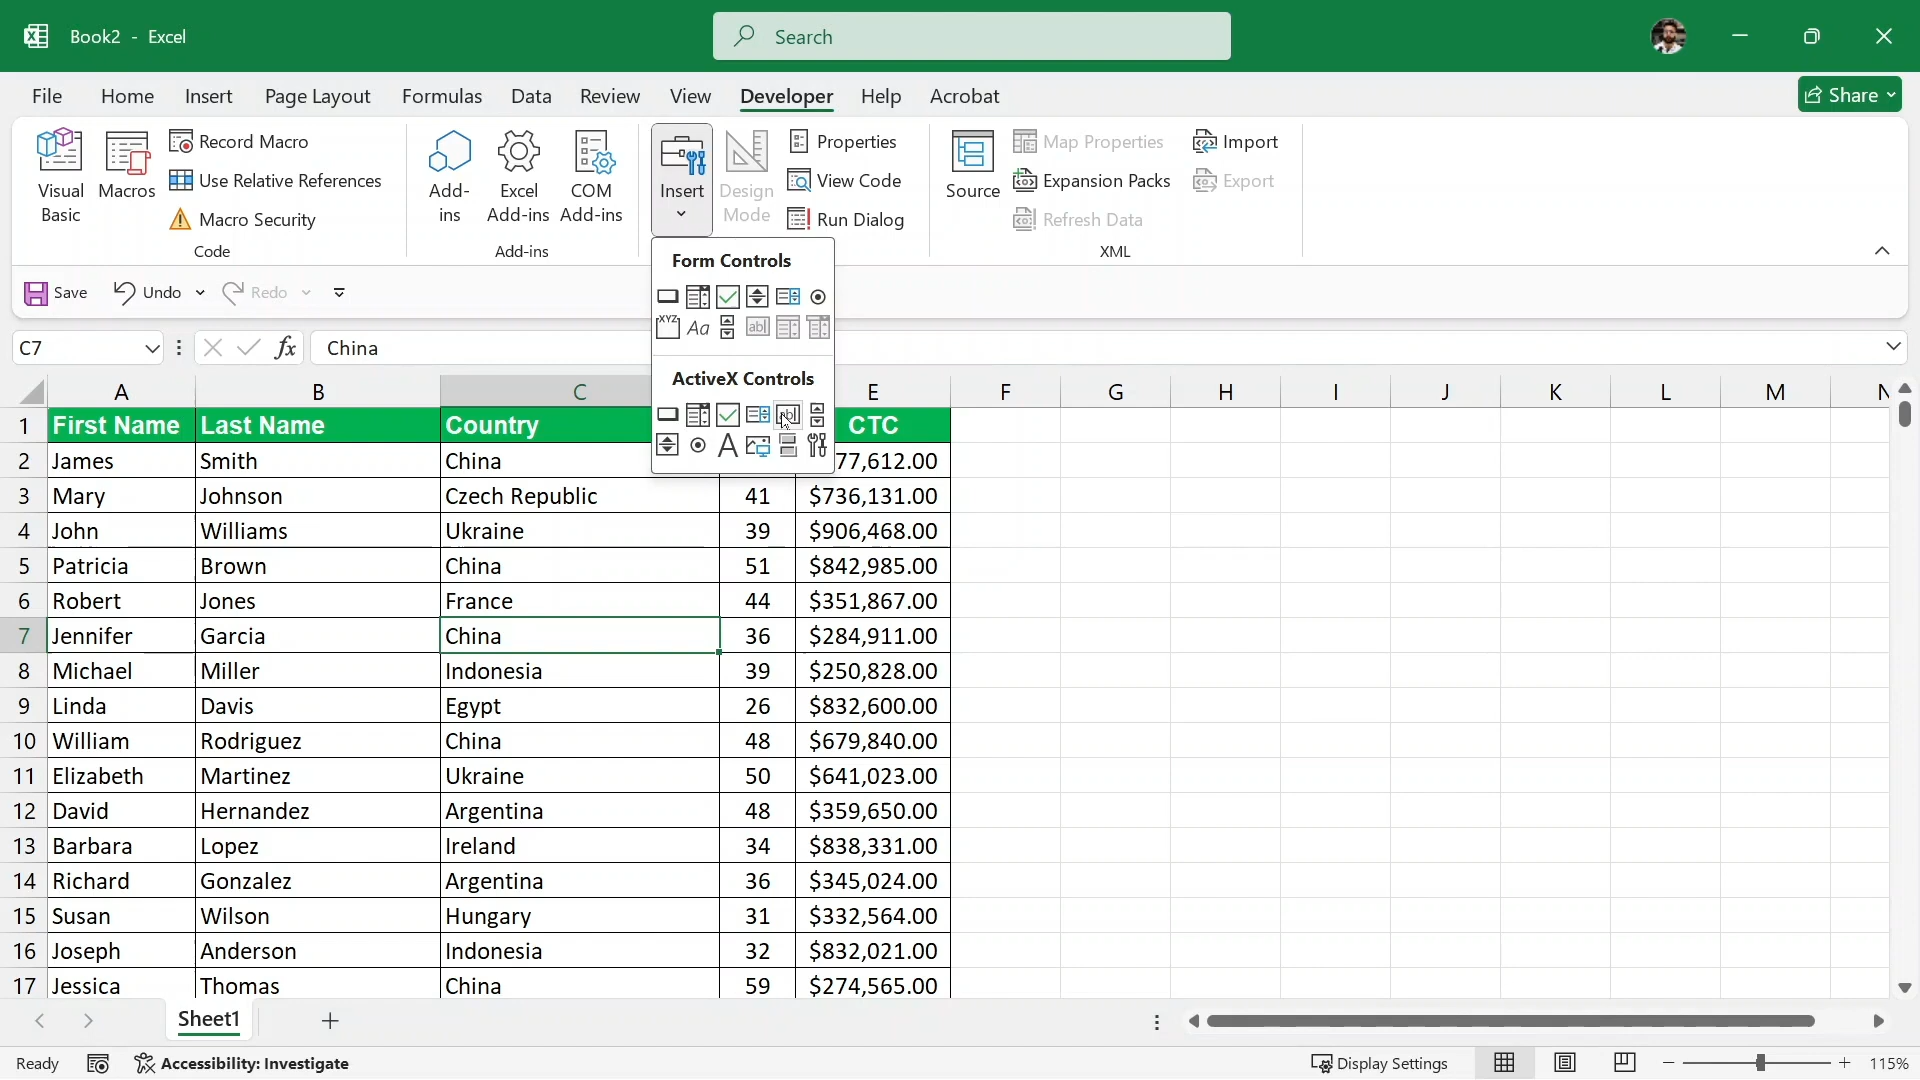 Book2 - Excel
Search
File Home Insert Page Layout Formulas Data Review View Developer Help Acrobat
Share
Visual Basic
Macros
Record Macro
Use Relative References
Macro Security
Code
Add-ins
Excel Add-ins
COM Add-ins
Add-ins
Insert
Design Mode
Properties
View Code
Run Dialog
Source
Map Properties
Expansion Packs
Refresh Data
Import
Export
XML
Form Controls
XYZ Aa ab|
ActiveX Controls
A
Save Undo Redo
C7 fx China
A B C E F G H I J K L M N
1 First Name Last Name Country CTC
2 James Smith China 77,612.00
3 Mary Johnson Czech Republic 41 $736,131.00
4 John Williams Ukraine 39 $906,468.00
5 Patricia Brown China 51 $842,985.00
6 Robert Jones France 44 $351,867.00
7 Jennifer Garcia China 36 $284,911.00
8 Michael Miller Indonesia 39 $250,828.00
9 Linda Davis Egypt 26 $832,600.00
10 William Rodriguez China 48 $679,840.00
11 Elizabeth Martinez Ukraine 50 $641,023.00
12 David Hernandez Argentina 48 $359,650.00
13 Barbara Lopez Ireland 34 $838,331.00
14 Richard Gonzalez Argentina 36 $345,024.00
15 Susan Wilson Hungary 31 $332,564.00
16 Joseph Anderson Indonesia 32 $832,021.00
17 Jessica Thomas China 59 $274,565.00
Sheet1
Ready Accessibility: Investigate Display Settings 115%